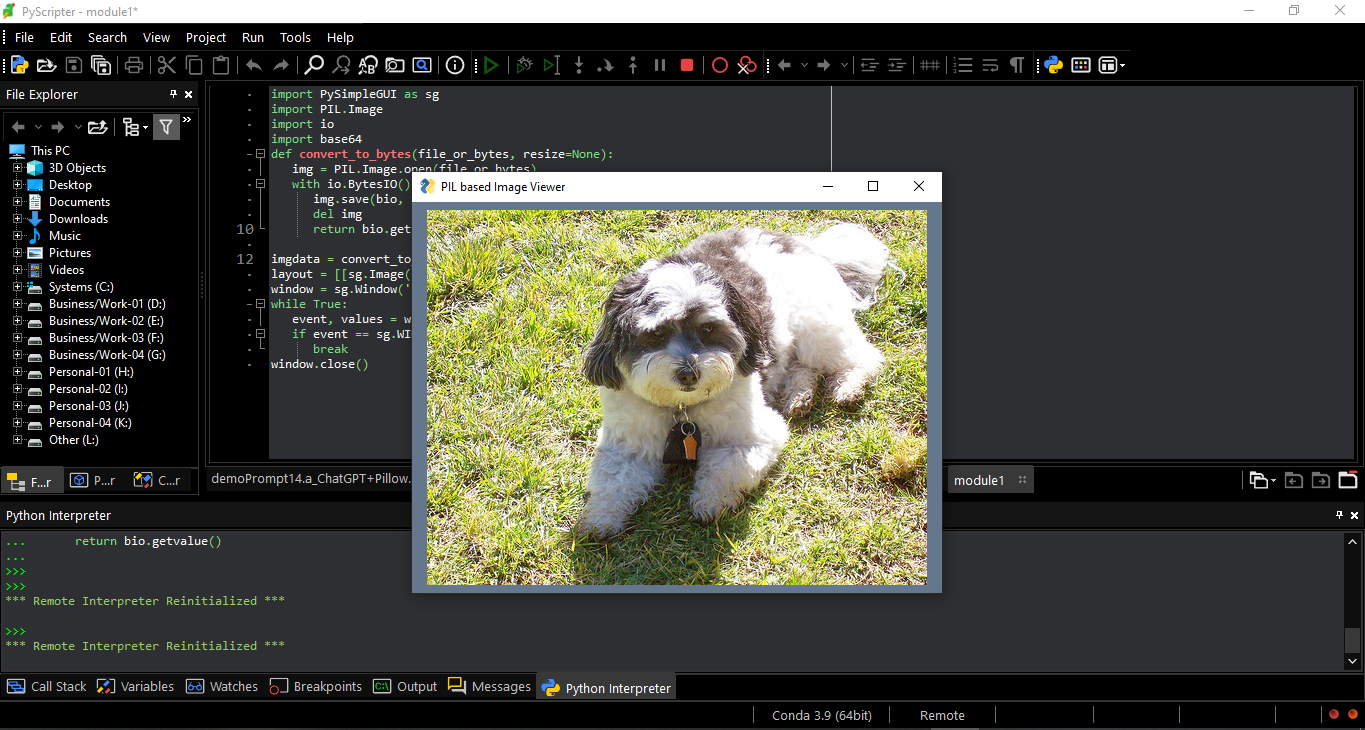 PyScripter - module1*
File Edit Search View Project Run Tools Help
File Explorer
This PC
3D Objects
Desktop
Documents
Downloads
Music
Pictures
Videos
Systems (C:)
Business/Work-01 (D:)
Business/Work-02 (E:)
Business/Work-03 (F:)
Business/Work-04 (G:)
Personal-01 (H:)
Personal-02 (I:)
Personal-03 (J:)
Personal-04 (K:)
Other (L:)
F...r P...r C...r
import PySimpleGUI as sg
import PIL.Image
import io
import base64
def convert_to_bytes(file_or_bytes, resize=None):
img = PIL.Image.open(file_or_bytes)
with io.BytesIO()
img.save(bio,
del img
10 return bio.get
12 imgdata = convert_to
layout = [[sg.Image(
window = sg.Window('
while True:
event, values = w
if event == sg.WI
break
window.close()
PIL based Image Viewer
demoPrompt14.a_ChatGPT+Pillow.
module1
Python Interpreter
... return bio.getvalue()
...
>>>
>>>
*** Remote Interpreter Reinitialized ***
>>>
*** Remote Interpreter Reinitialized ***
Call Stack Variables Watches Breakpoints Output Messages Python Interpreter
Conda 3.9 (64bit) Remote